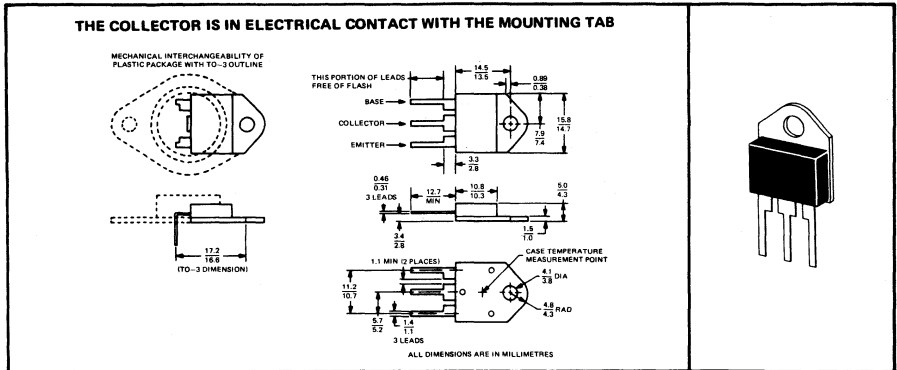 THE COLLECTOR IS IN ELECTRICAL CONTACT WITH THE MOUNTING TAB
MECHANICAL INTERCHANGEABILITY OF
PLASTIC PACKAGE WITH TO-3 OUTLINE
17.2
16.6
(TO-3 DIMENSION)
THIS PORTION OF LEADS
FREE OF FLASH
14.5
13.5
0.89
0.38
BASE
COLLECTOR
EMITTER
7.9
7.4
15.8
14.7
3.3
2.8
0.46
0.31
3 LEADS
12.7
MIN
10.8
10.3
5.0
4.3
3.4
2.8
1.5
1.0
CASE TEMPERATURE
MEASUREMENT POINT
1.1 MIN (2 PLACES)
4.1
3.8
DIA
11.2
10.7
4.8
4.3
RAD
5.7
5.2
1.4
1.1
3 LEADS
ALL DIMENSIONS ARE IN MILLIMETRES